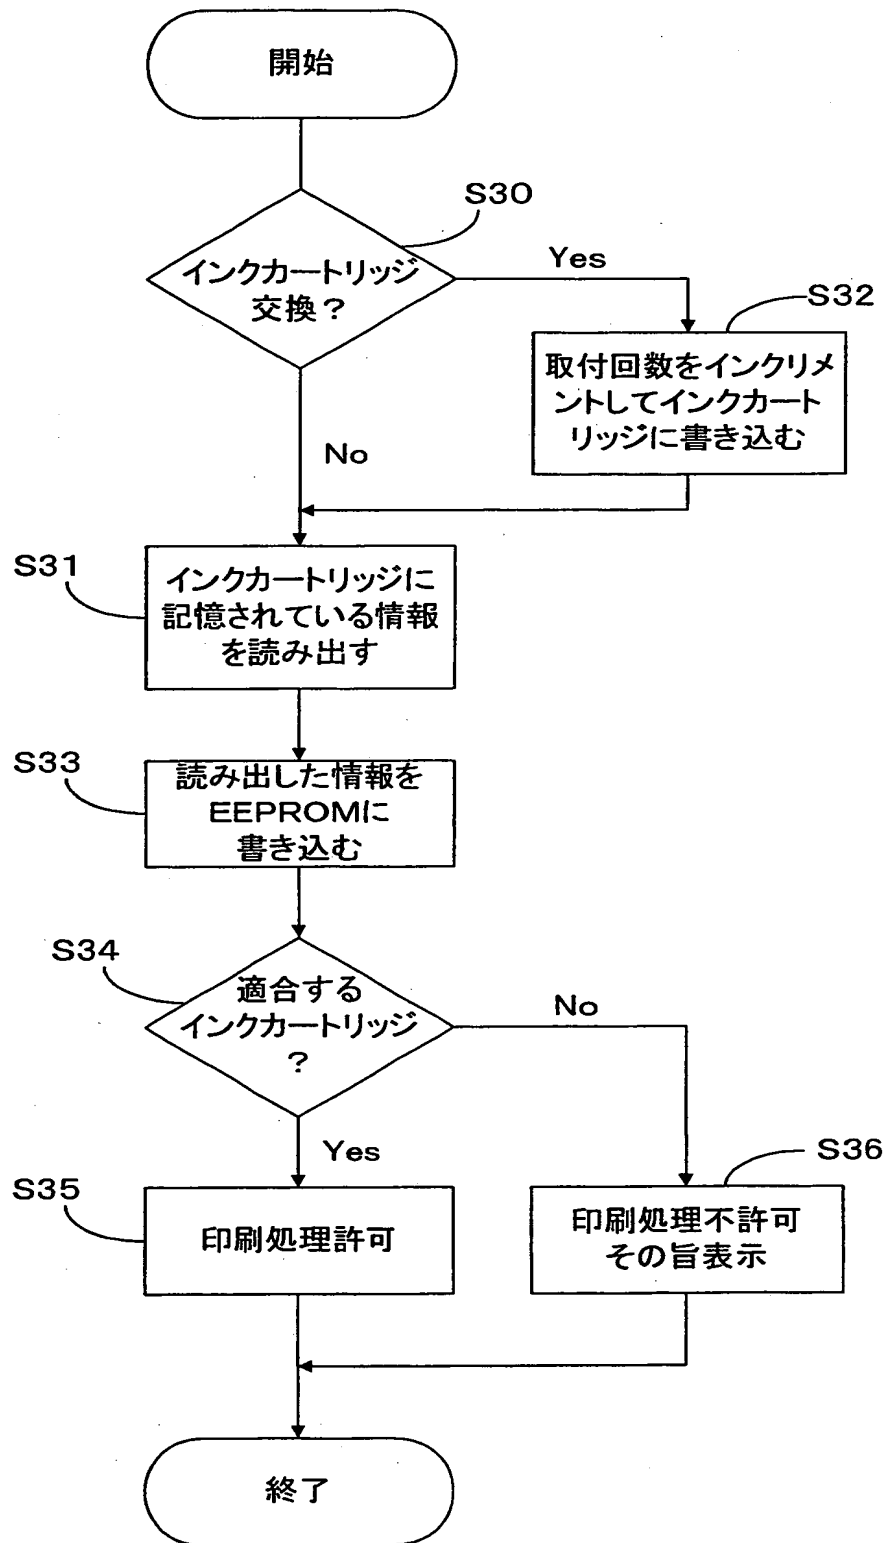 開始
S30
インクカートリッジ
交換？
Yes
S32
取付回数をインクリメ
ントしてインクカート
リッジに書き込む
No
S31
インクカートリッジに
記憶されている情報
を読み出す
S33
読み出した情報を
EEPROMに
書き込む
S34
適合する
インクカートリッジ
？
No
Yes
S35
印刷処理許可
S36
印刷処理不許可
その旨表示
終了